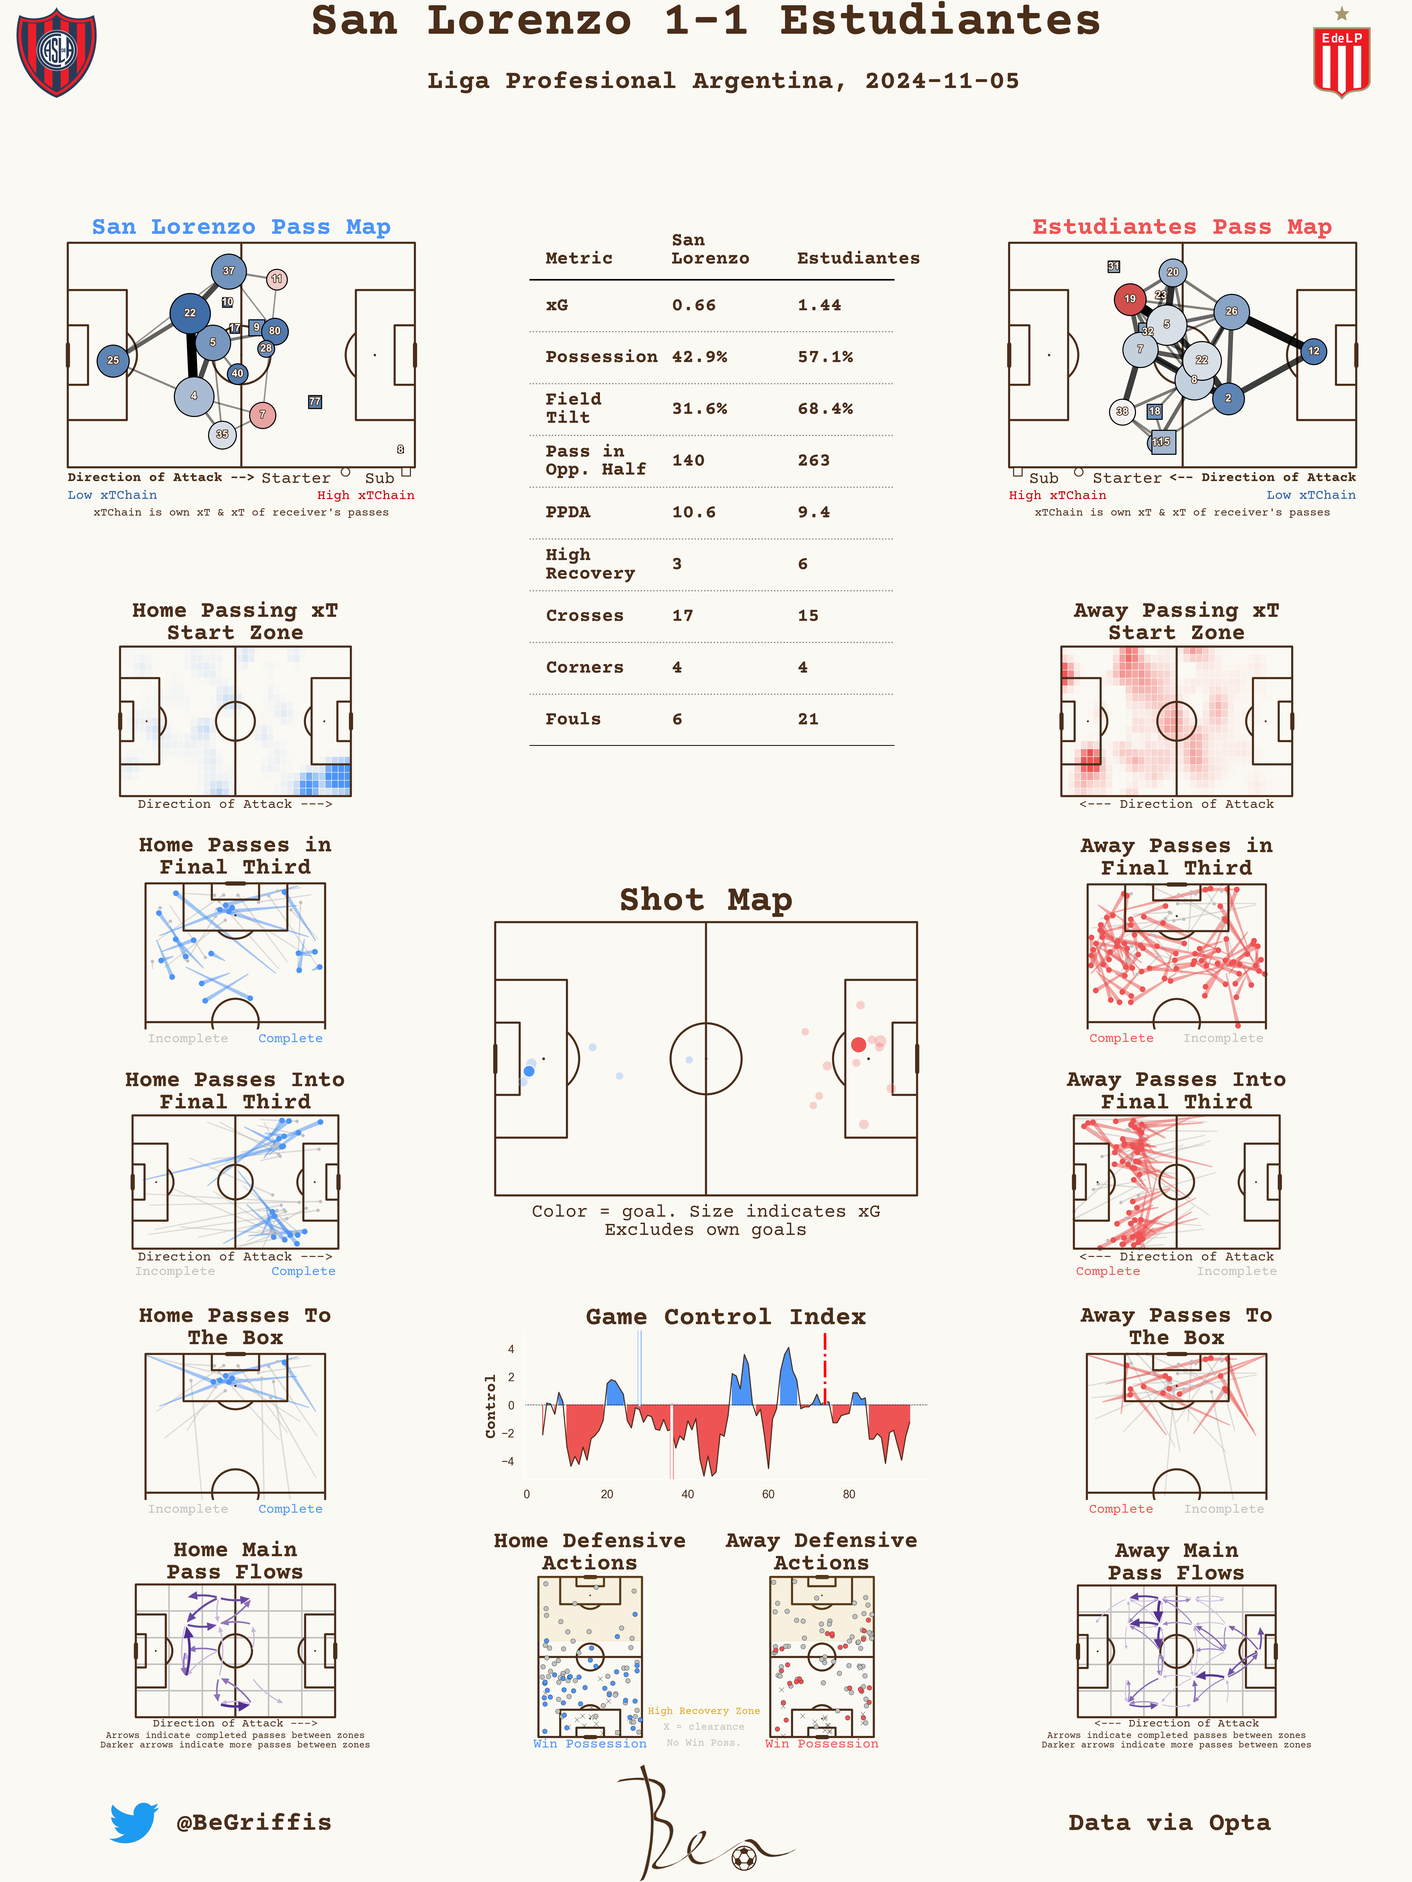 San Lorenzo 1-1 Estudiantes
Liga Profesional Argentina, 2024-11-05
ASLA
EdeLP
San Lorenzo Pass Map
37
11
10
22
17
9
80
5
28
25
40
4
77
7
35
8
Direction of Attack --> Starter Sub
Low xTChain High xTChain
xTChain is own xT & xT of receiver's passes
Metric San Lorenzo Estudiantes
xG 0.66 1.44
Possession 42.9% 57.1%
Field Tilt 31.6% 68.4%
Pass in Opp. Half 140 263
PPDA 10.6 9.4
High Recovery 3 6
Crosses 17 15
Corners 4 4
Fouls 6 21
Estudiantes Pass Map
31
20
19
23
26
5
32
7
22
12
8
2
38
18
15
Sub Starter <-- Direction of Attack
High xTChain Low xTChain
xTChain is own xT & xT of receiver's passes
Home Passing xT
Start Zone
Direction of Attack --->
Away Passing xT
Start Zone
<--- Direction of Attack
Home Passes in
Final Third
Incomplete Complete
Away Passes in
Final Third
Complete Incomplete
Shot Map
Color = goal. Size indicates xG
Excludes own goals
Home Passes Into
Final Third
Direction of Attack --->
Incomplete Complete
Away Passes Into
Final Third
<--- Direction of Attack
Complete Incomplete
Home Passes To
The Box
Incomplete Complete
Game Control Index
Control
4
2
0
−2
−4
0 20 40 60 80
Away Passes To
The Box
Complete Incomplete
Home Main
Pass Flows
Direction of Attack --->
Arrows indicate completed passes between zones
Darker arrows indicate more passes between zones
Home Defensive
Actions
Win Possession
High Recovery Zone
X = clearance
No Win Poss.
Away Defensive
Actions
Win Possession
Away Main
Pass Flows
<--- Direction of Attack
Arrows indicate completed passes between zones
Darker arrows indicate more passes between zones
@BeGriffis
Ben
Data via Opta